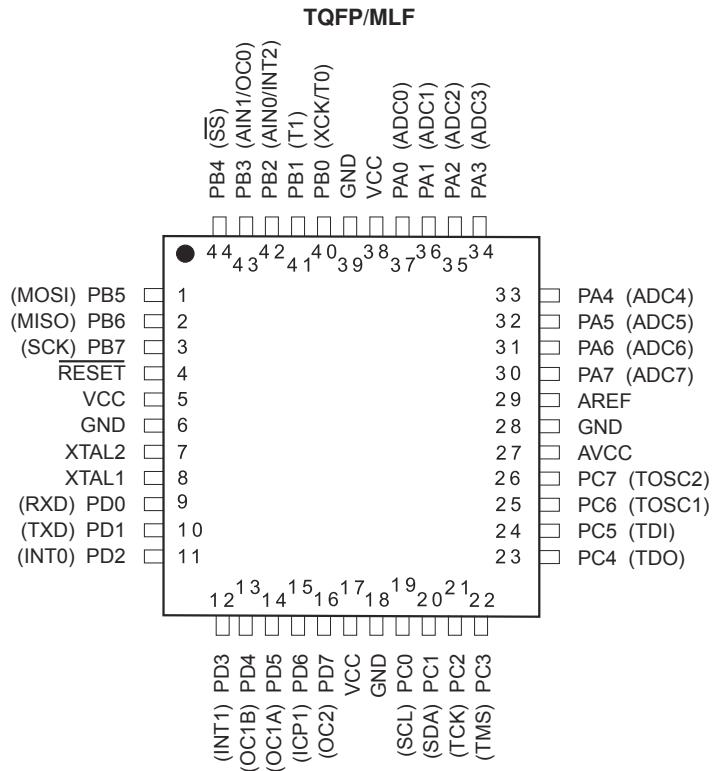 TQFP/MLF
PB4 (S̅S̅)
PB3 (AIN1/OC0)
PB2 (AIN0/INT2)
PB1 (T1)
PB0 (XCK/T0)
GND
VCC
PA0 (ADC0)
PA1 (ADC1)
PA2 (ADC2)
PA3 (ADC3)
44
43
42
41
40
39
38
37
36
35
34
(MOSI) PB5 1
(MISO) PB6 2
(SCK) PB7 3
R̅E̅S̅E̅T̅ 4
VCC 5
GND 6
XTAL2 7
XTAL1 8
(RXD) PD0 9
(TXD) PD1 10
(INT0) PD2 11
33 PA4 (ADC4)
32 PA5 (ADC5)
31 PA6 (ADC6)
30 PA7 (ADC7)
29 AREF
28 GND
27 AVCC
26 PC7 (TOSC2)
25 PC6 (TOSC1)
24 PC5 (TDI)
23 PC4 (TDO)
12
13
14
15
16
17
18
19
20
21
22
(INT1) PD3
(OC1B) PD4
(OC1A) PD5
(ICP1) PD6
(OC2) PD7
VCC
GND
(SCL) PC0
(SDA) PC1
(TCK) PC2
(TMS) PC3